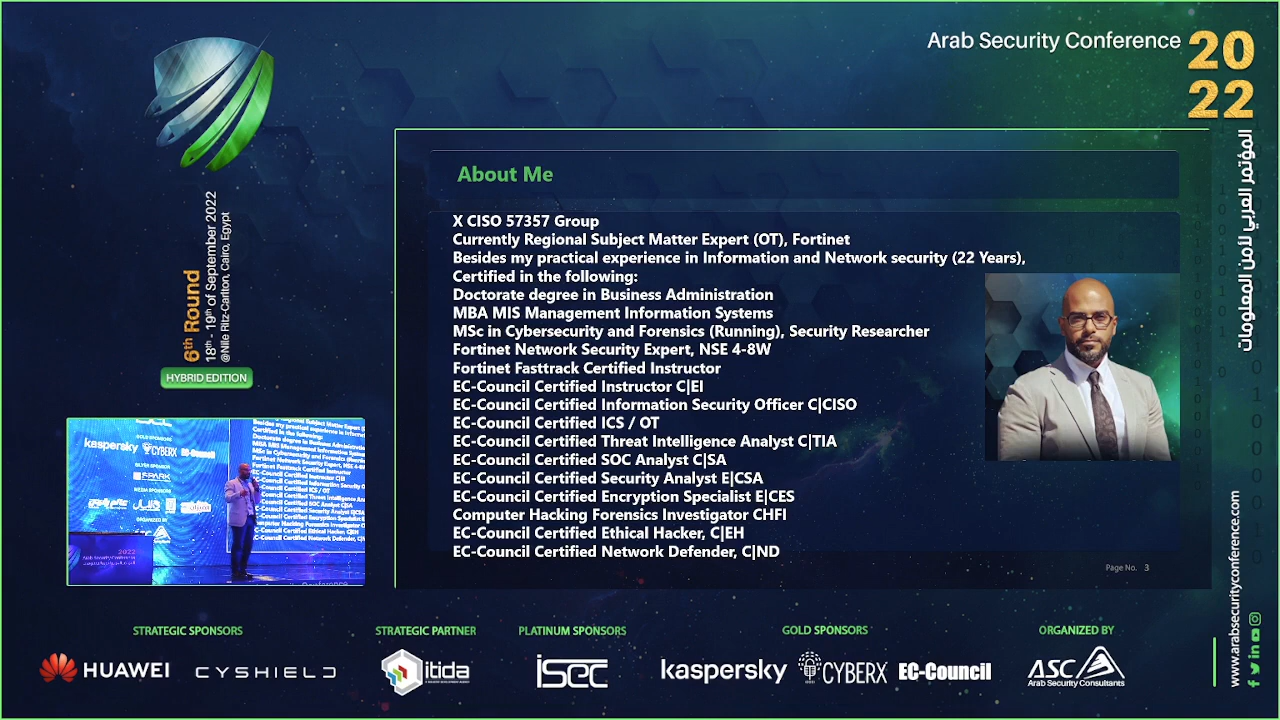 Arab Security Conference
20
22
المؤتمر العربي لأمن المعلومات
6th Round
18th - 19th of September 2022
@Nile Ritz-Carlton, Cairo, Egypt
HYBRID EDITION
About Me
X CISO 57357 Group
Currently Regional Subject Matter Expert (OT), Fortinet
Besides my practical experience in Information and Network security (22 Years),
Certified in the following:
Doctorate degree in Business Administration
MBA MIS Management Information Systems
MSc in Cybersecurity and Forensics (Running), Security Researcher
Fortinet Network Security Expert, NSE 4-8W
Fortinet Fasttrack Certified Instructor
EC-Council Certified Instructor C|EI
EC-Council Certified Information Security Officer C|CISO
EC-Council Certified ICS / OT
EC-Council Certified Threat Intelligence Analyst C|TIA
EC-Council Certified SOC Analyst C|SA
EC-Council Certified Security Analyst E|CSA
EC-Council Certified Encryption Specialist E|CES
Computer Hacking Forensics Investigator CHFI
EC-Council Certified Ethical Hacker, C|EH
EC-Council Certified Network Defender, C|ND
Page No. 3
kaspersky CYBERX EC-Council
www.arabsecurityconference.com
STRATEGIC SPONSORS
HUAWEI CYSHIELD
STRATEGIC PARTNER
itida
PLATINUM SPONSORS
isec
GOLD SPONSORS
kaspersky CYBERX EC-Council
ORGANIZED BY
ASC
Arab Security Consultants